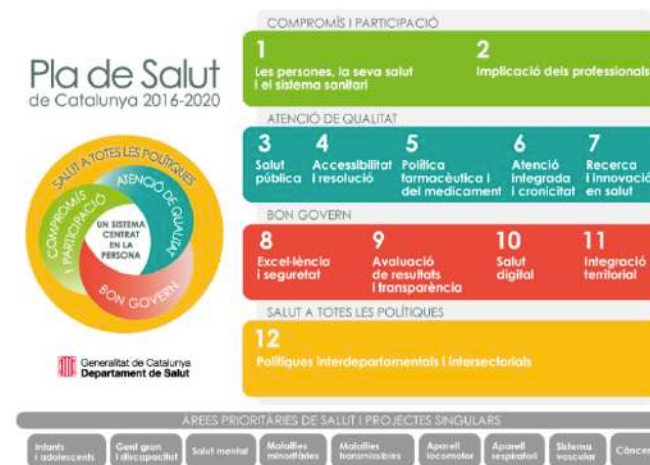 Pla de Salut
de Catalunya 2016-2020
SALUT A TOTES LES POLÍTIQUES
COMPROMÍS I PARTICIPACIÓ
ATENCIÓ DE QUALITAT
BON GOVERN
UN SISTEMA
CENTRAT
EN LA
PERSONA
Generalitat de Catalunya
Departament de Salut
COMPROMÍS I PARTICIPACIÓ
1
Les persones, la seva salut
i el sistema sanitari
2
Implicació dels professionals
ATENCIÓ DE QUALITAT
3
Salut
pública
4
Accessibilitat
i resolució
5
Política
farmacèutica i
del medicament
6
Atenció
integrada
i cronicitat
7
Recerca
i innovació
en salut
BON GOVERN
8
Excel·lència
i seguretat
9
Avaluació
de resultats
i transparència
10
Salut
digital
11
Integració
territorial
SALUT A TOTES LES POLÍTIQUES
12
Polítiques interdepartamentals i intersectorials
ÀREES PRIORITÀRIES DE SALUT I PROJECTES SINGULARS
Infants
i adolescents
Gent gran
i discapacitat
Salut mental
Malalties
minoritàries
Malalties
transmissibles
Aparell
locomotor
Aparell
respiratori
Sistema
vascular
Càncer